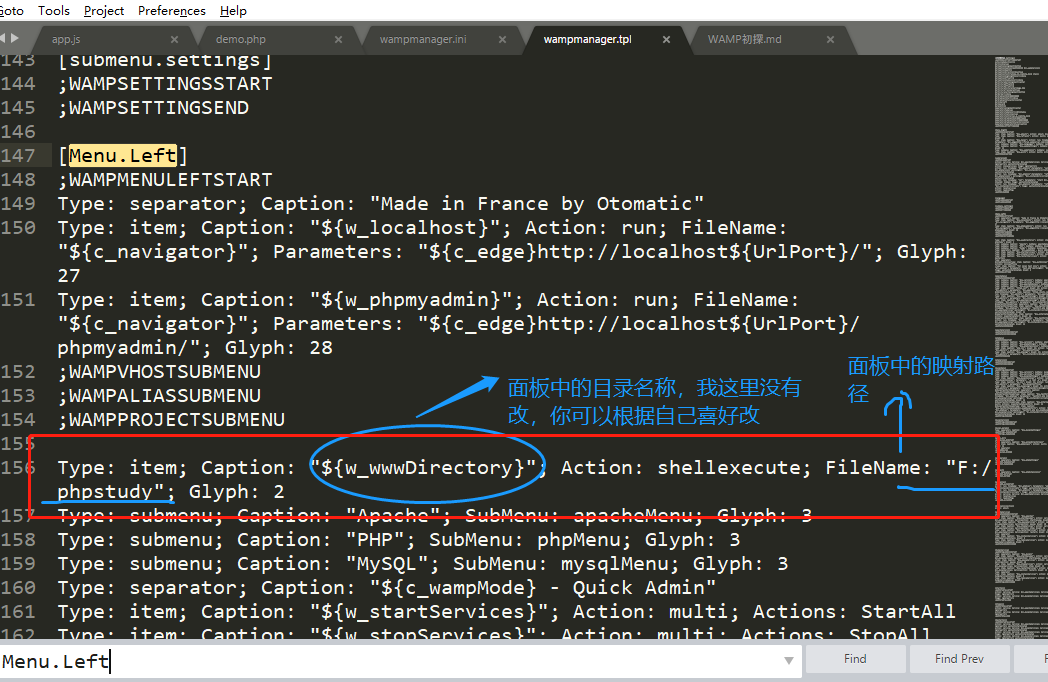 Goto Tools Project Preferences Help
app.js × demo.php × wampmanager.ini × wampmanager.tpl × WAMP初探.md ×
143 [submenu.settings]
144 ;WAMPSETTINGSSTART
145 ;WAMPSETTINGSEND
146
147 [Menu.Left]
148 ;WAMPMENULEFTSTART
149 Type: separator; Caption: "Made in France by Otomatic"
150 Type: item; Caption: "${w_localhost}"; Action: run; FileName:
"${c_navigator}"; Parameters: "${c_edge}http://localhost${UrlPort}/"; Glyph:
27
151 Type: item; Caption: "${w_phpmyadmin}"; Action: run; FileName:
"${c_navigator}"; Parameters: "${c_edge}http://localhost${UrlPort}/
phpmyadmin/"; Glyph: 28
152 ;WAMPVHOSTSUBMENU
153 ;WAMPALIASSUBMENU
154 ;WAMPPROJECTSUBMENU
面板中的目录名称，我这里没有
改，你可以根据自己喜好改
面板中的映射路
径
155
156 Type: item; Caption: "${w_wwwDirectory}"; Action: shellexecute; FileName: "F:/
phpstudy"; Glyph: 2
157 Type: submenu; Caption: "Apache"; SubMenu: apacheMenu; Glyph: 3
158 Type: submenu; Caption: "PHP"; SubMenu: phpMenu; Glyph: 3
159 Type: submenu; Caption: "MySQL"; SubMenu: mysqlMenu; Glyph: 3
160 Type: separator; Caption: "${c_wampMode} - Quick Admin"
161 Type: item; Caption: "${w_startServices}"; Action: multi; Actions: StartAll
162 Type: item; Caption: "${w_stopServices}"; Action: multi; Actions: StopAll
Menu.Left Find Find Prev